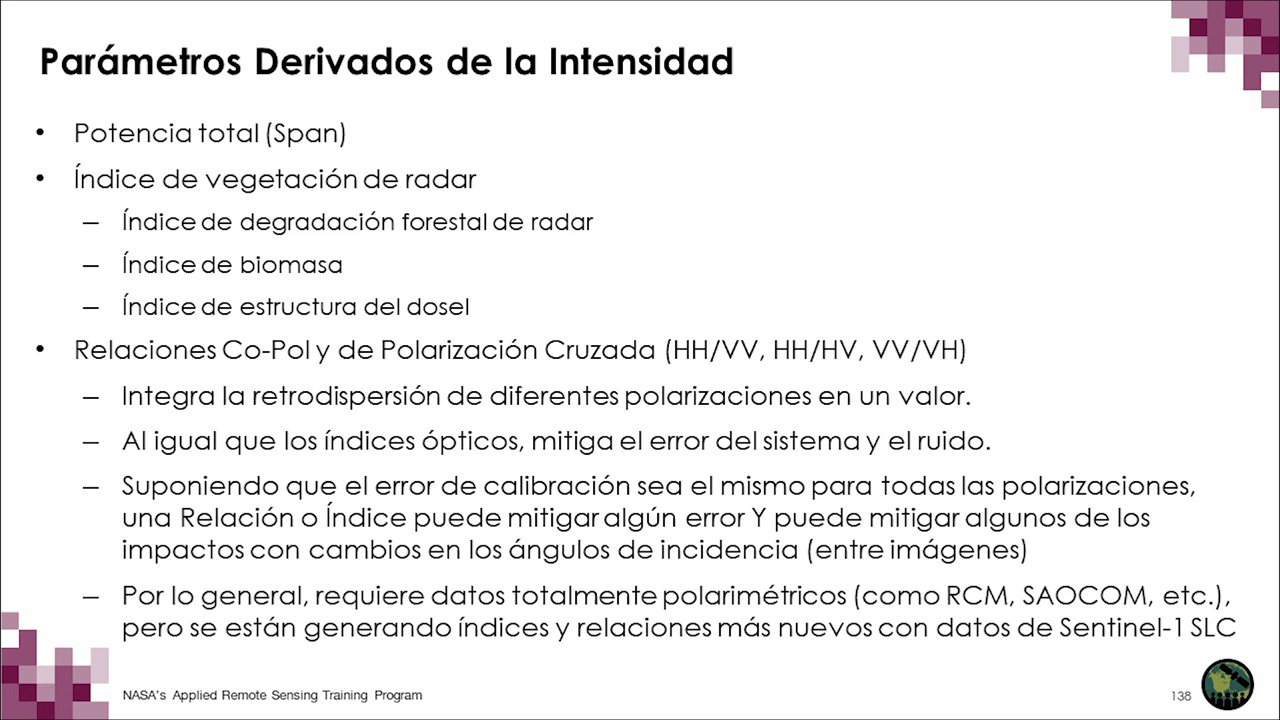 Parámetros Derivados de la Intensidad
• Potencia total (Span)
• Índice de vegetación de radar
– Índice de degradación forestal de radar
– Índice de biomasa
– Índice de estructura del dosel
• Relaciones Co-Pol y de Polarización Cruzada (HH/VV, HH/HV, VV/VH)
– Integra la retrodispersión de diferentes polarizaciones en un valor.
– Al igual que los índices ópticos, mitiga el error del sistema y el ruido.
– Suponiendo que el error de calibración sea el mismo para todas las polarizaciones,
una Relación o Índice puede mitigar algún error Y puede mitigar algunos de los
impactos con cambios en los ángulos de incidencia (entre imágenes)
– Por lo general, requiere datos totalmente polarimétricos (como RCM, SAOCOM, etc.),
pero se están generando índices y relaciones más nuevos con datos de Sentinel-1 SLC
NASA's Applied Remote Sensing Training Program
138